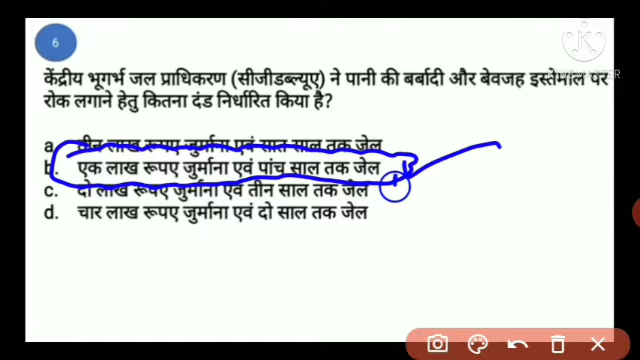 6
केंद्रीय भूगर्भ जल प्राधिकरण (सीजीडब्ल्यूए) ने पानी की बर्बादी और बेवजह इस्तेमाल पर
रोक लगाने हेतु कितना दंड निर्धारित किया है?
a. तीन लाख रूपए जुर्माना एवं सात साल तक जेल
b. एक लाख रूपए जुर्माना एवं पांच साल तक जेल
c. दो लाख रूपए जुर्माना एवं तीन साल तक जेल
d. चार लाख रूपए जुर्माना एवं दो साल तक जेल